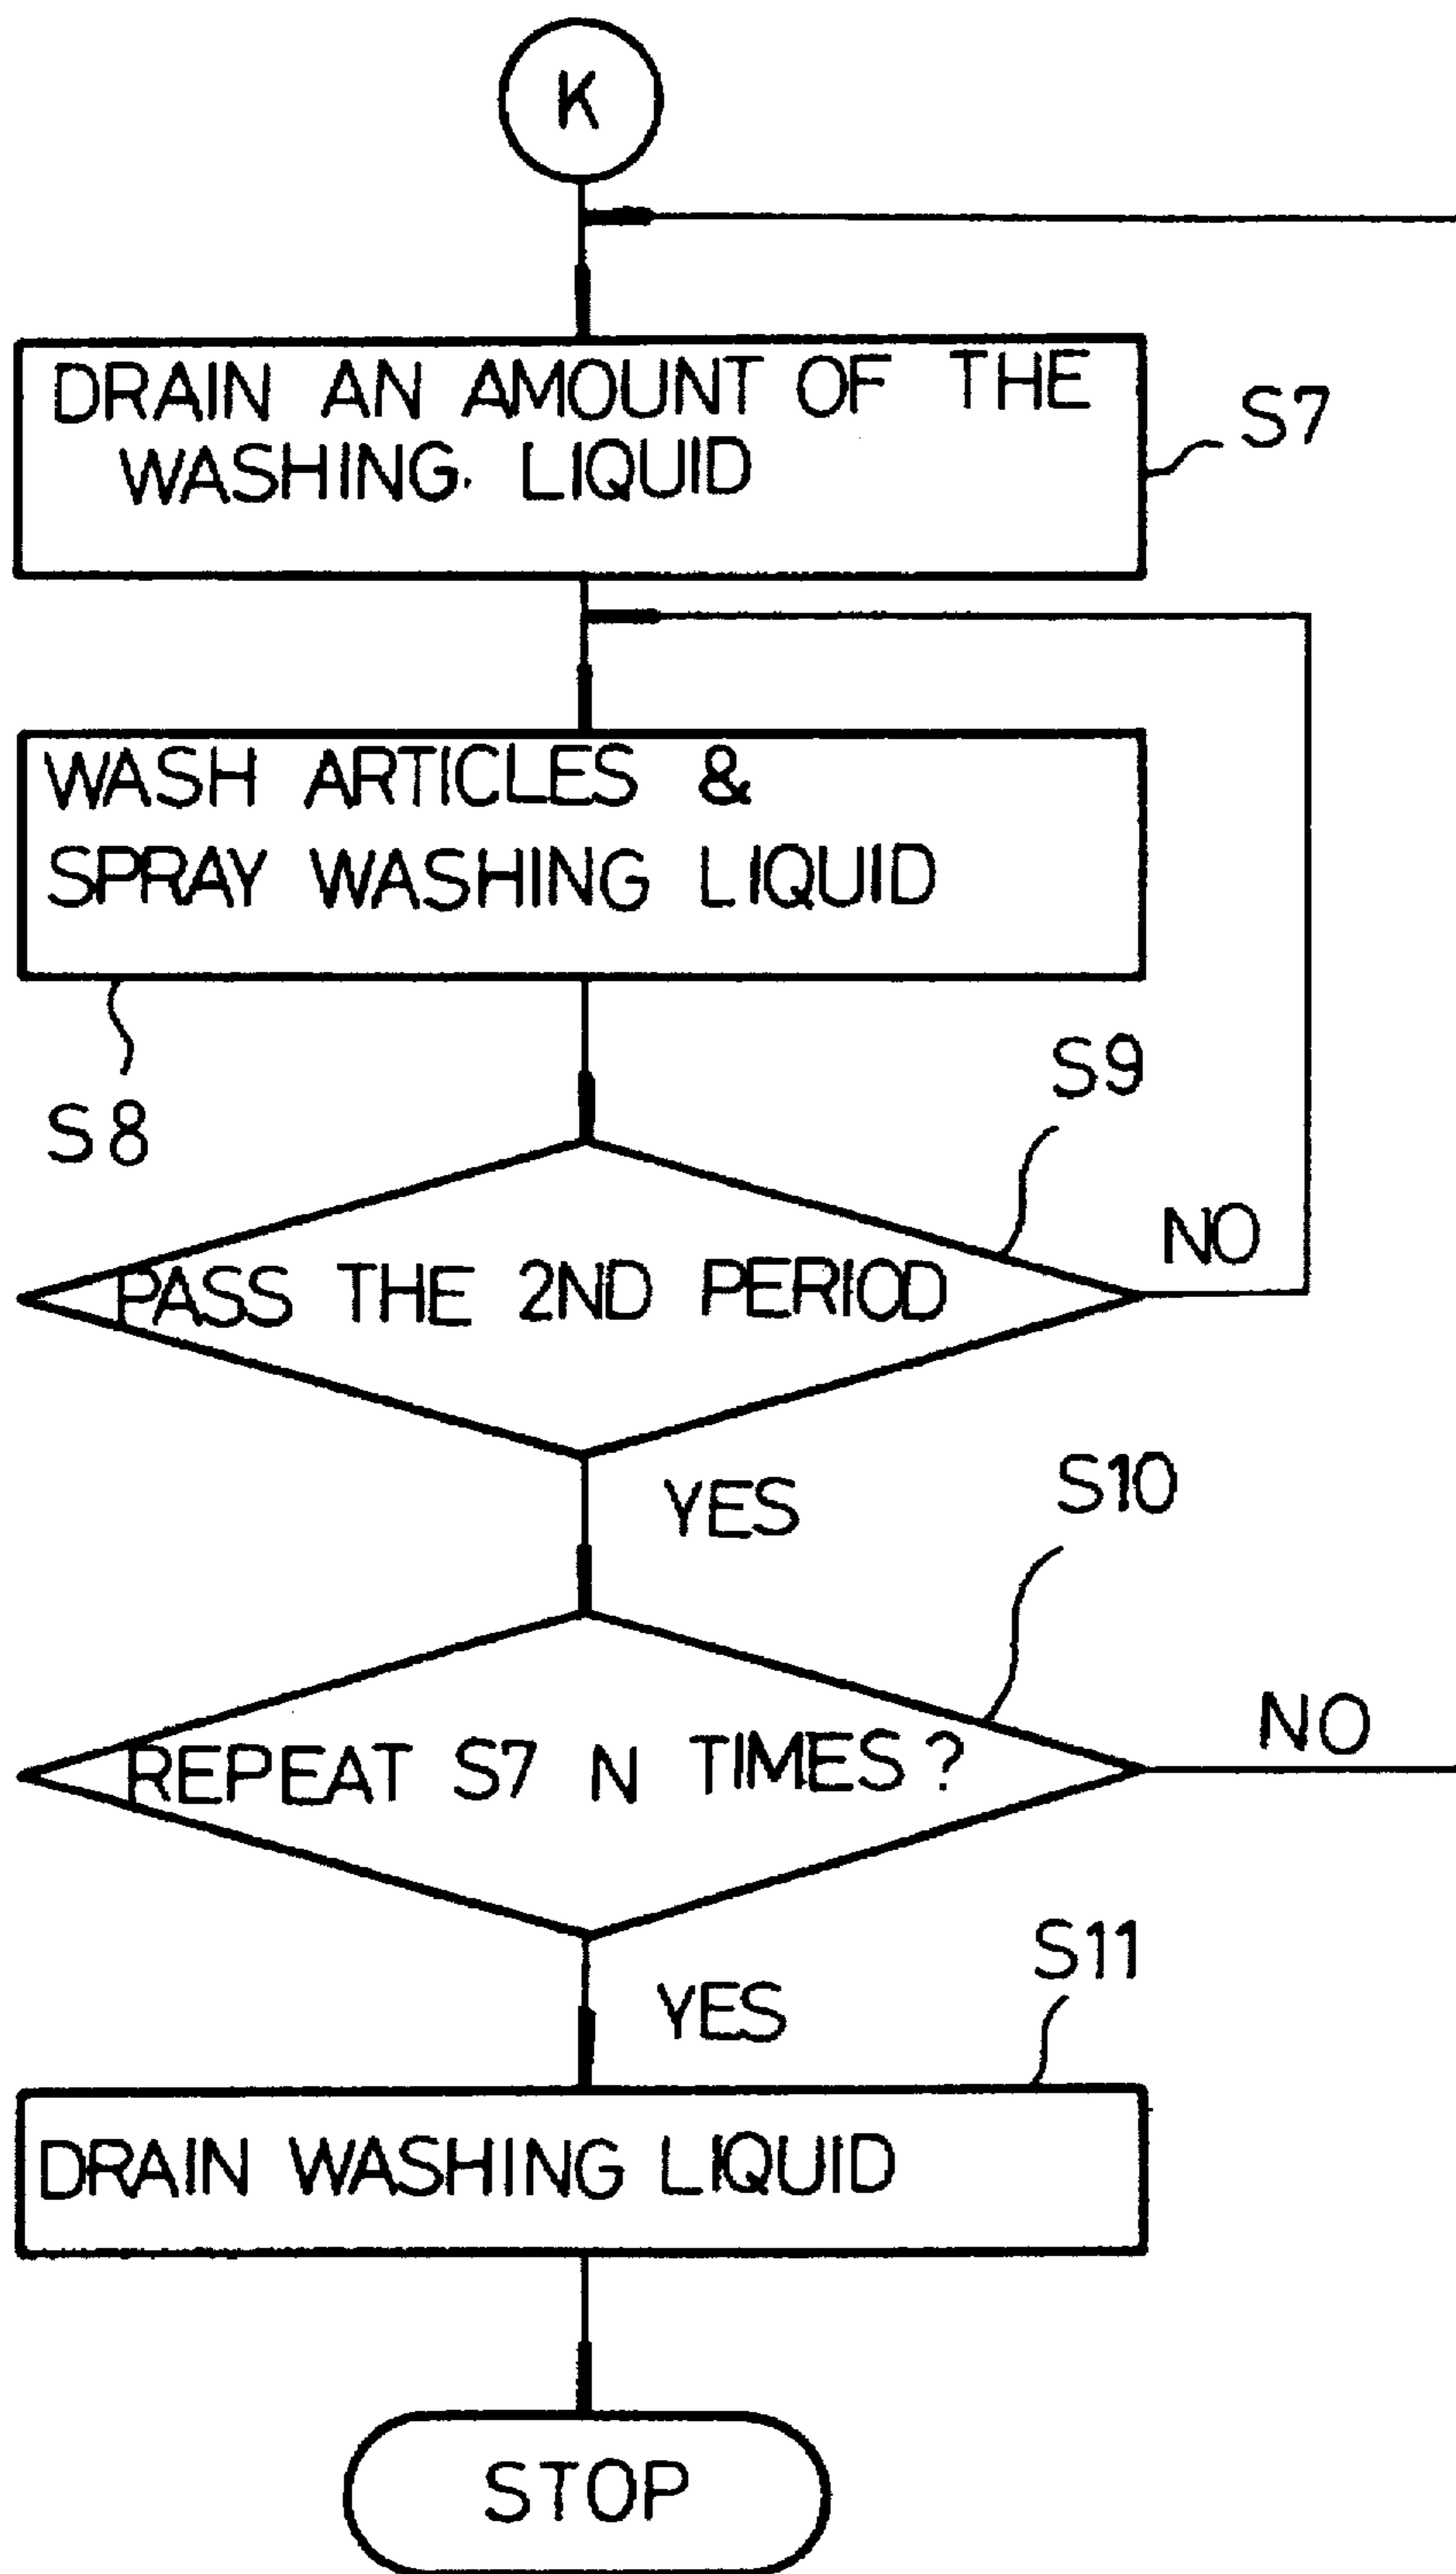 K
DRAIN AN AMOUNT OF THE
WASHING. LIQUID
S7
WASH ARTICLES &
SPRAY WASHING LIQUID
S8
S9
PASS THE 2ND PERIOD
NO
YES
S10
REPEAT S7 N TIMES?
NO
YES
S11
DRAIN WASHING LIQUID
STOP